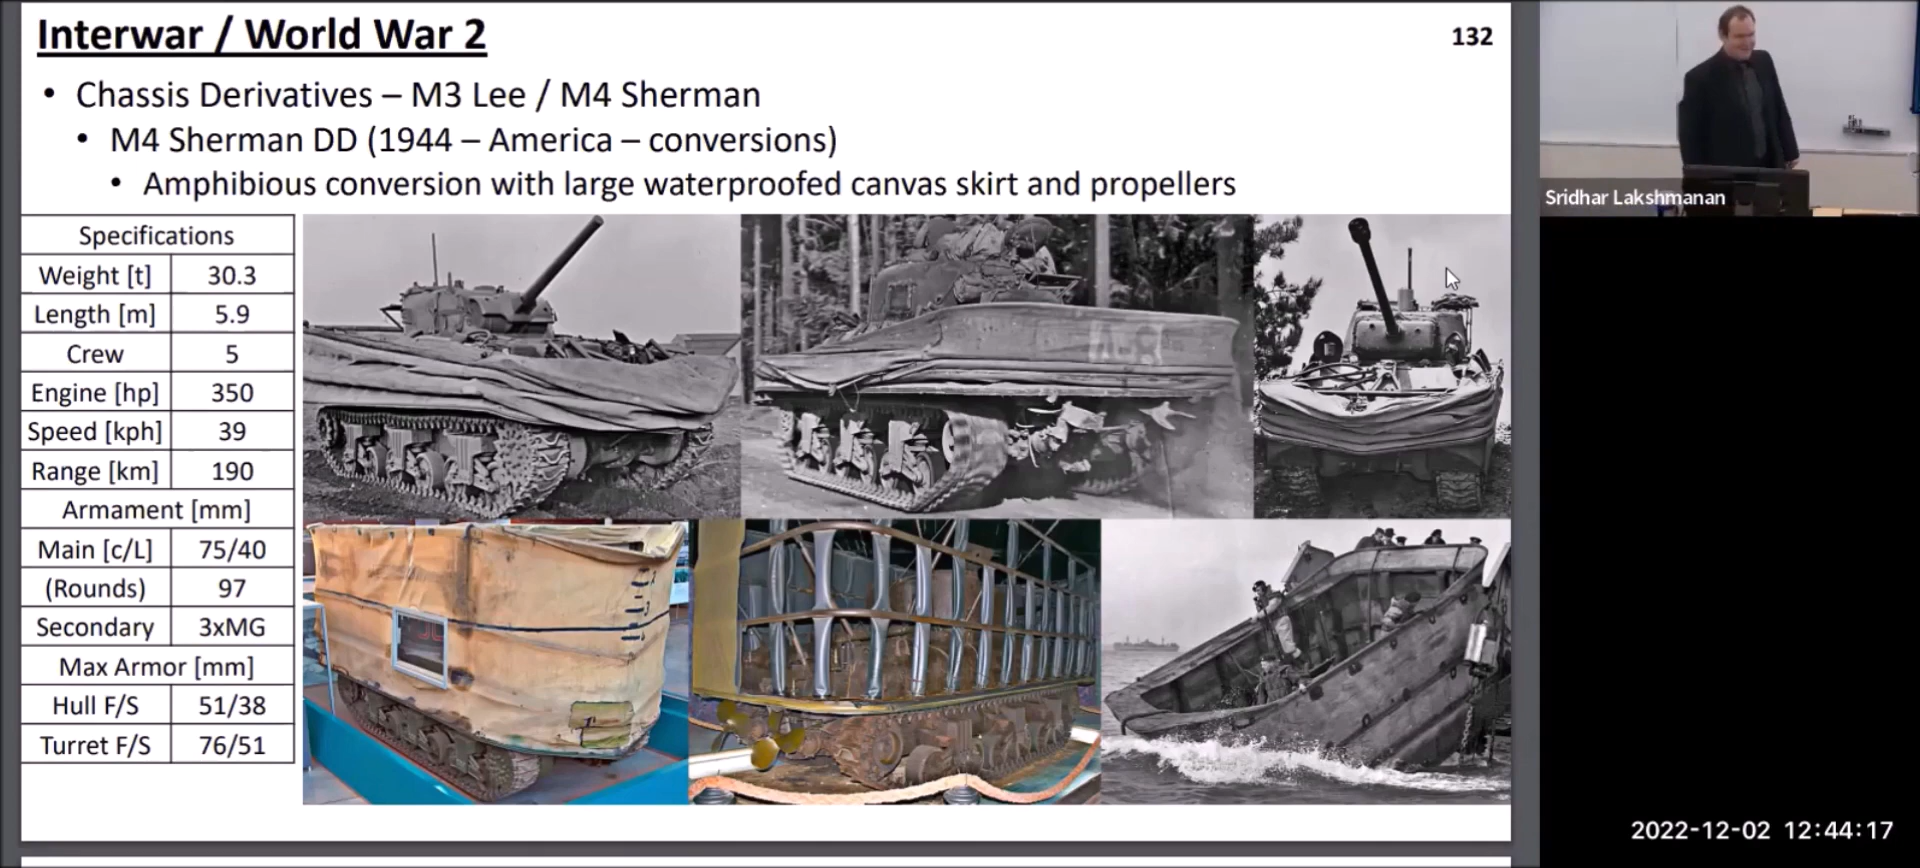 Interwar / World War 2
132
• Chassis Derivatives – M3 Lee / M4 Sherman
• M4 Sherman DD (1944 – America – conversions)
• Amphibious conversion with large waterproofed canvas skirt and propellers
Specifications
Weight [t] 30.3
Length [m] 5.9
Crew 5
Engine [hp] 350
Speed [kph] 39
Range [km] 190
Armament [mm]
Main [c/L] 75/40
(Rounds) 97
Secondary 3xMG
Max Armor [mm]
Hull F/S 51/38
Turret F/S 76/51
Sridhar Lakshmanan
2022-12-02 12:44:17